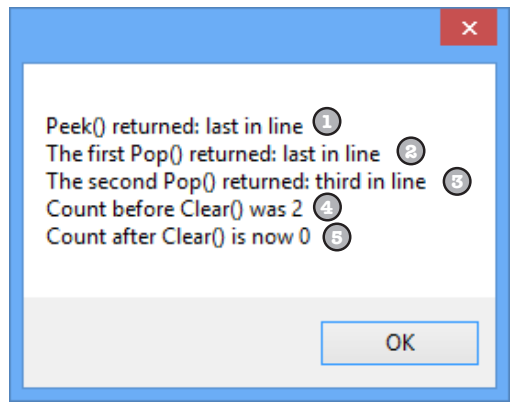 Peek() returned: last in line 1
The first Pop() returned: last in line 2
The second Pop() returned: third in line 3
Count before Clear() was 2 4
Count after Clear() is now 0 5
OK